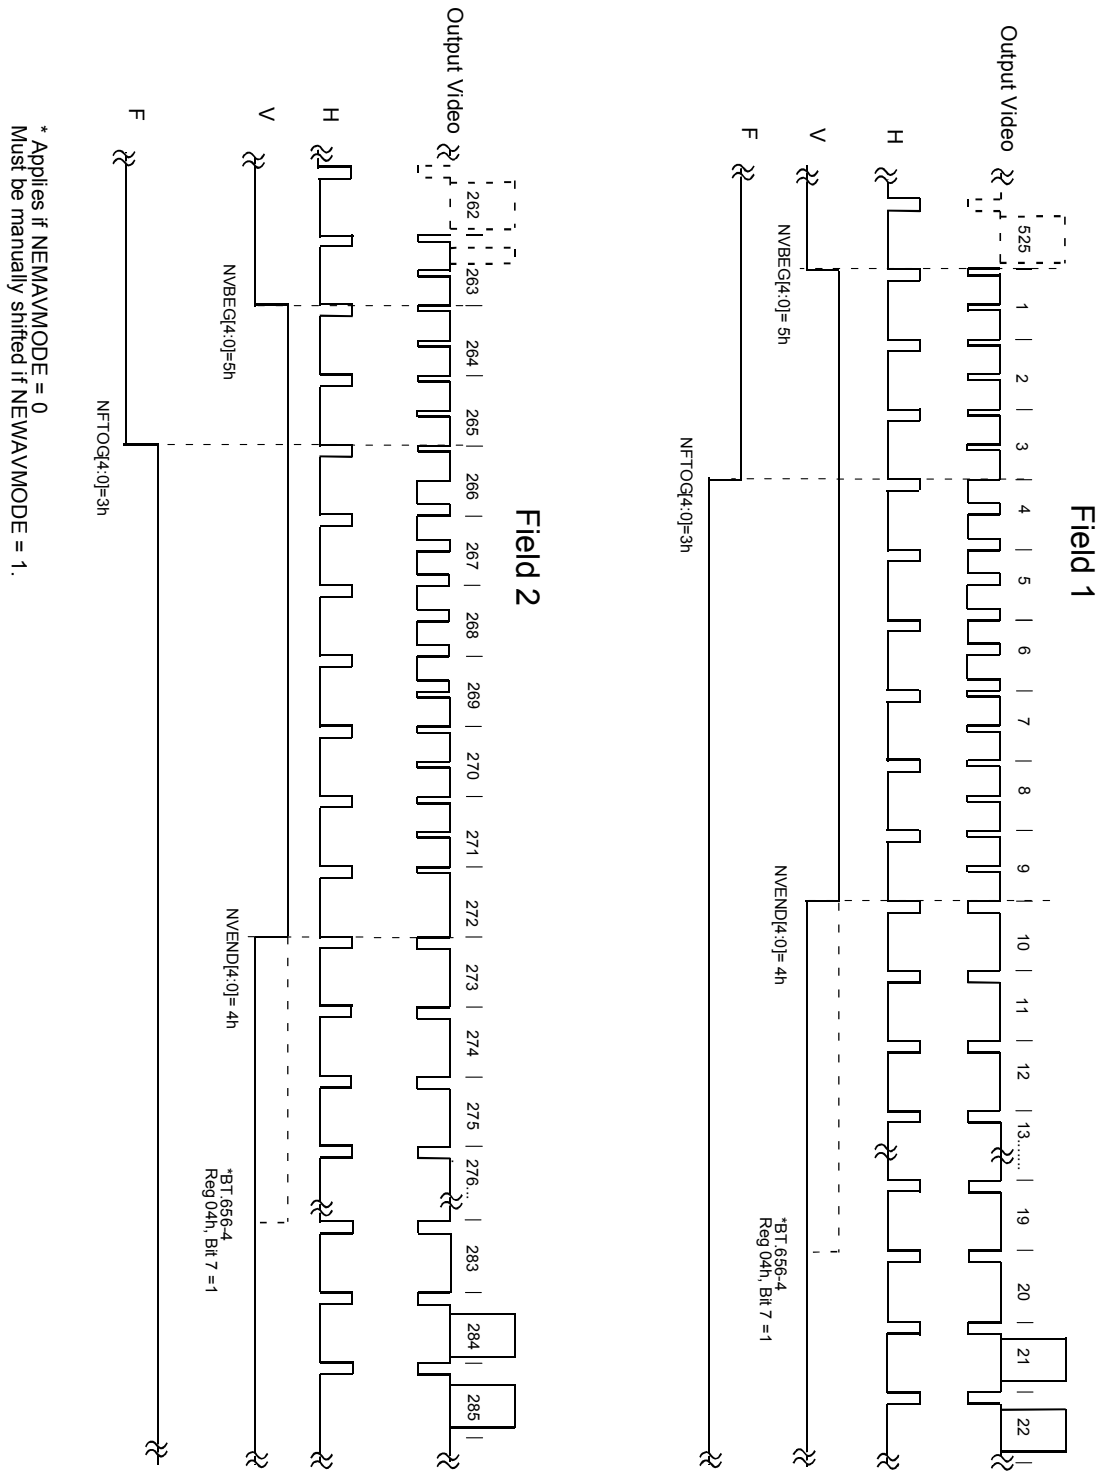 Field 1
Output Video
525
1
2
3
4
5
6
7
8
9
10
11
12
13......
19
20
21
22
H
V
NVBEG[4:0]= 5h
NVEND[4:0]= 4h
*BT.656-4
Reg 04h, Bit 7 =1
F
NFTOG[4:0]=3h
Field 2
Output Video
262
263
264
265
266
267
268
269
270
271
272
273
274
275
276...
283
284
285
H
V
NVBEG[4:0]=5h
NVEND[4:0]= 4h
*BT.656-4
Reg 04h, Bit 7 =1
F
NFTOG[4:0]=3h
* Applies if NEMAVMODE = 0
Must be manually shifted if NEWAVMODE = 1.